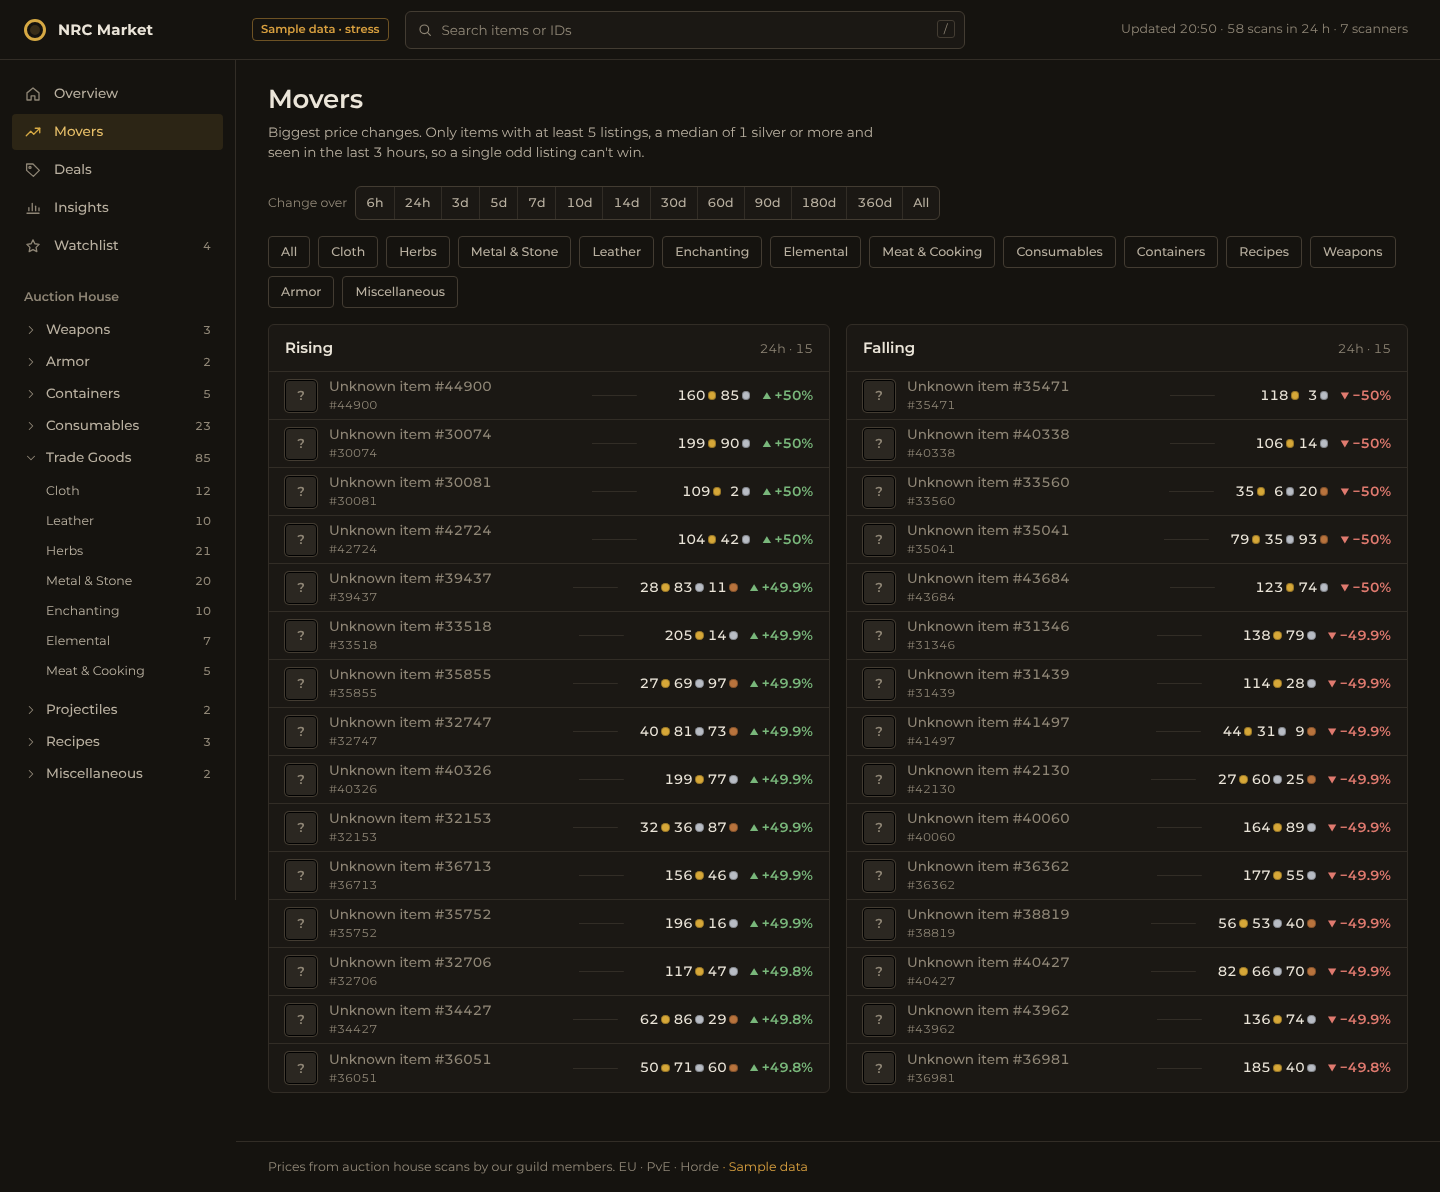 NRC Market
Sample data · stress
Search items or IDs
/
Updated 20:50 · 58 scans in 24 h · 7 scanners
Overview
Movers
Deals
Insights
Watchlist 4
Auction House
Weapons 3
Armor 2
Containers 5
Consumables 23
Trade Goods 85
Cloth 12
Leather 10
Herbs 21
Metal & Stone 20
Enchanting 10
Elemental 7
Meat & Cooking 5
Projectiles 2
Recipes 3
Miscellaneous 2
Movers
Biggest price changes. Only items with at least 5 listings, a median of 1 silver or more and
seen in the last 3 hours, so a single odd listing can't win.
Change over 6h 24h 3d 5d 7d 10d 14d 30d 60d 90d 180d 360d All
All Cloth Herbs Metal & Stone Leather Enchanting Elemental Meat & Cooking Consumables Containers Recipes Weapons
Armor Miscellaneous
Rising 24h · 15
? Unknown item #44900 160 85 ▲+50%
#44900
? Unknown item #30074 199 90 ▲+50%
#30074
? Unknown item #30081 109 2 ▲+50%
#30081
? Unknown item #42724 104 42 ▲+50%
#42724
? Unknown item #39437 28 83 11 ▲+49.9%
#39437
? Unknown item #33518 205 14 ▲+49.9%
#33518
? Unknown item #35855 27 69 97 ▲+49.9%
#35855
? Unknown item #32747 40 81 73 ▲+49.9%
#32747
? Unknown item #40326 199 77 ▲+49.9%
#40326
? Unknown item #32153 32 36 87 ▲+49.9%
#32153
? Unknown item #36713 156 46 ▲+49.9%
#36713
? Unknown item #35752 196 16 ▲+49.9%
#35752
? Unknown item #32706 117 47 ▲+49.8%
#32706
? Unknown item #34427 62 86 29 ▲+49.8%
#34427
? Unknown item #36051 50 71 60 ▲+49.8%
#36051
Falling 24h · 15
? Unknown item #35471 118 3 ▼−50%
#35471
? Unknown item #40338 106 14 ▼−50%
#40338
? Unknown item #33560 35 6 20 ▼−50%
#33560
? Unknown item #35041 79 35 93 ▼−50%
#35041
? Unknown item #43684 123 74 ▼−50%
#43684
? Unknown item #31346 138 79 ▼−49.9%
#31346
? Unknown item #31439 114 28 ▼−49.9%
#31439
? Unknown item #41497 44 31 9 ▼−49.9%
#41497
? Unknown item #42130 27 60 25 ▼−49.9%
#42130
? Unknown item #40060 164 89 ▼−49.9%
#40060
? Unknown item #36362 177 55 ▼−49.9%
#36362
? Unknown item #38819 56 53 40 ▼−49.9%
#38819
? Unknown item #40427 82 66 70 ▼−49.9%
#40427
? Unknown item #43962 136 74 ▼−49.9%
#43962
? Unknown item #36981 185 40 ▼−49.8%
#36981
Prices from auction house scans by our guild members. EU · PvE · Horde · Sample data